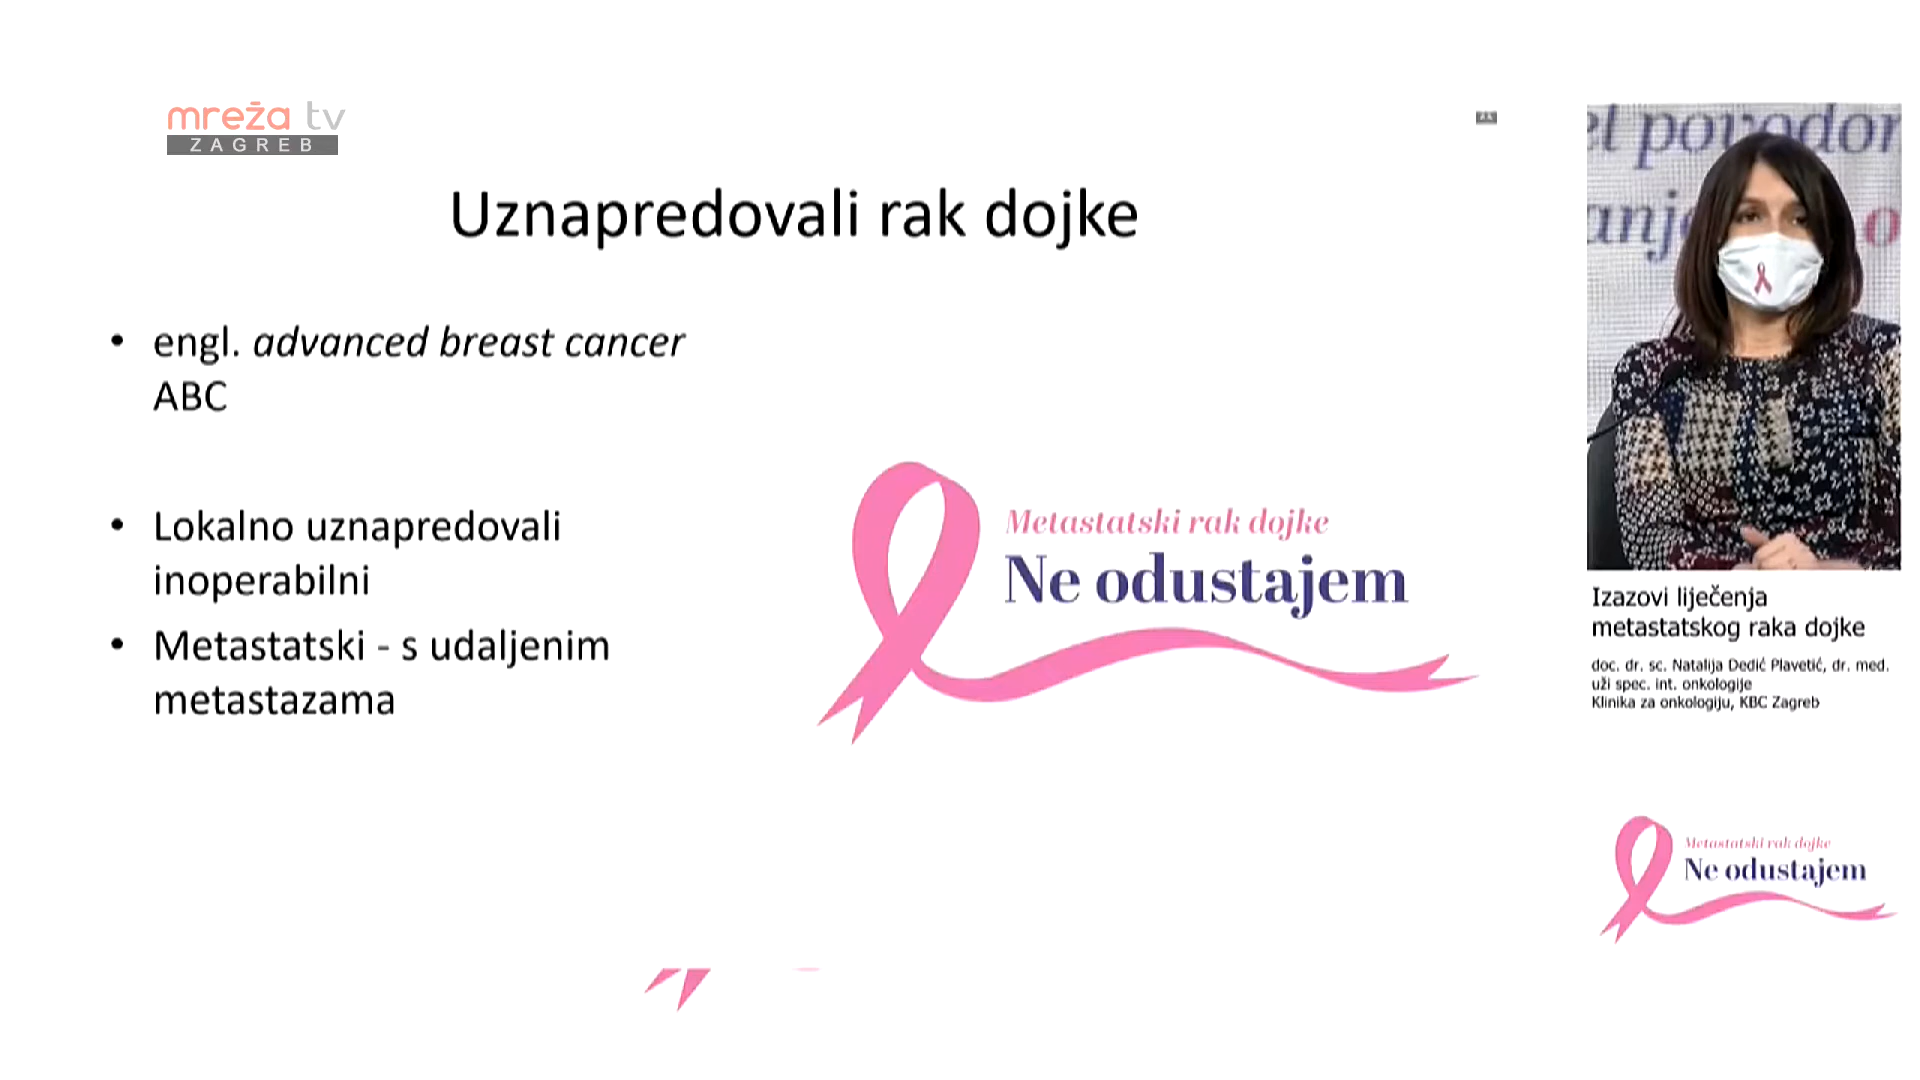 mreža tv
ZAGREB
Uznapredovali rak dojke
• engl. advanced breast cancer
ABC
• Lokalno uznapredovali
inoperabilni
• Metastatski - s udaljenim
metastazama
Metastatski rak dojke
Ne odustajem
povodom
Izazovi liječenja
metastatskog raka dojke
doc. dr. sc. Natalija Dedić Plavetić, dr. med.
uži spec. int. onkologije
Klinika za onkologiju, KBC Zagreb
Metastatski rak dojke
Ne odustajem